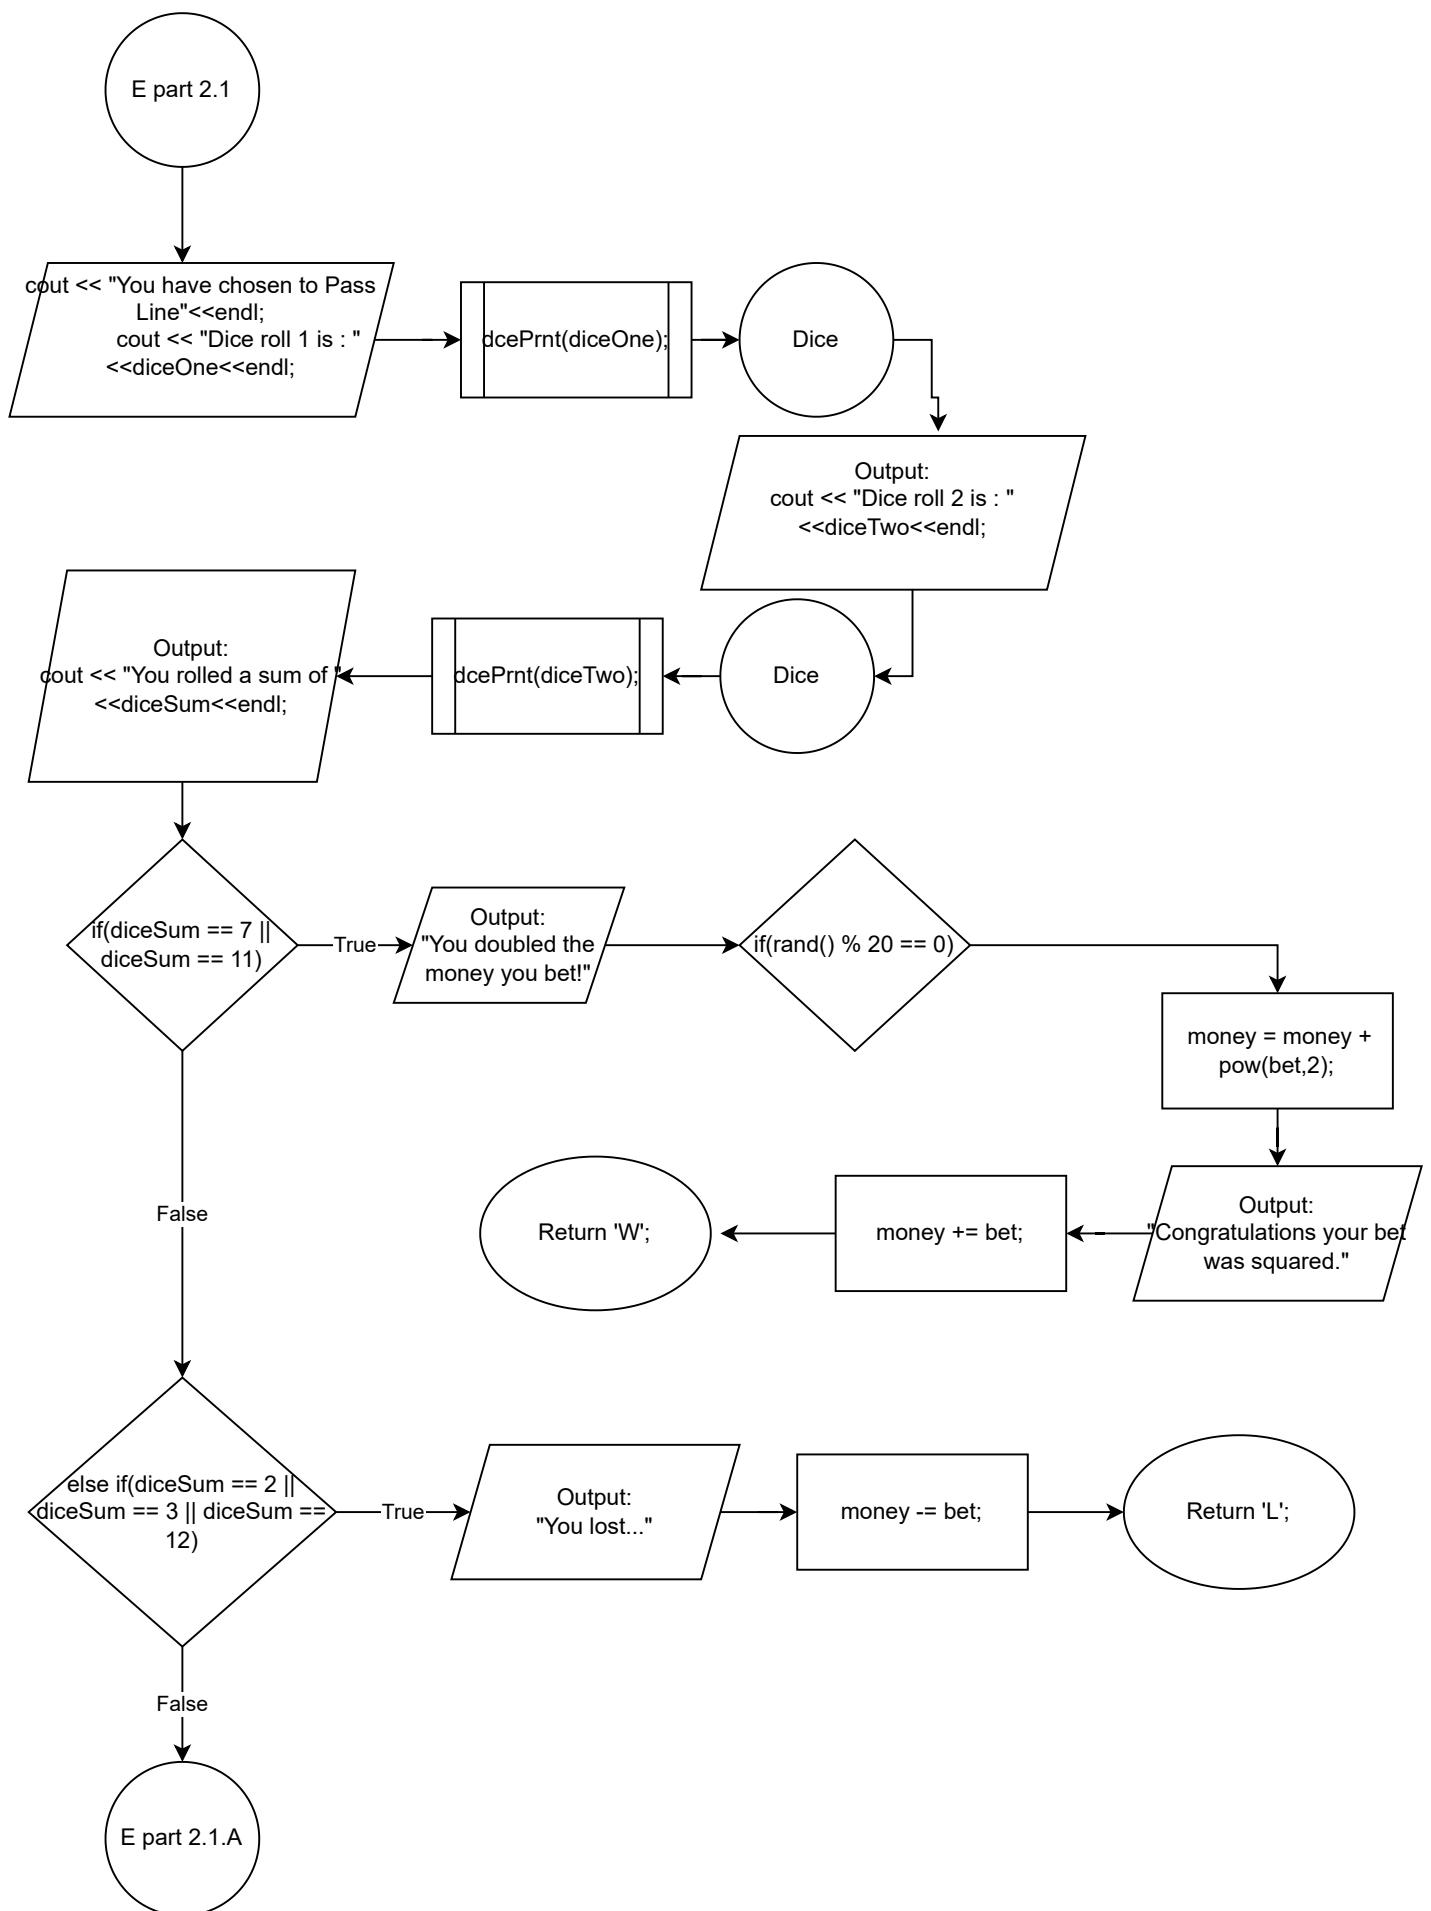 E part 2.1
cout << "You have chosen to Pass
Line"<<endl;
cout << "Dice roll 1 is : "
<<diceOne<<endl;
dcePrnt(diceOne);
Dice
Output:
cout << "Dice roll 2 is : "
<<diceTwo<<endl;
Dice
dcePrnt(diceTwo);
Output:
cout << "You rolled a sum of "
<<diceSum<<endl;
if(diceSum == 7 ||
diceSum == 11)
True
Output:
"You doubled the
money you bet!"
if(rand() % 20 == 0)
money = money +
pow(bet,2);
Output:
"Congratulations your bet
was squared."
money += bet;
Return 'W';
False
else if(diceSum == 2 ||
diceSum == 3 || diceSum ==
12)
True
Output:
"You lost..."
money -= bet;
Return 'L';
False
E part 2.1.A